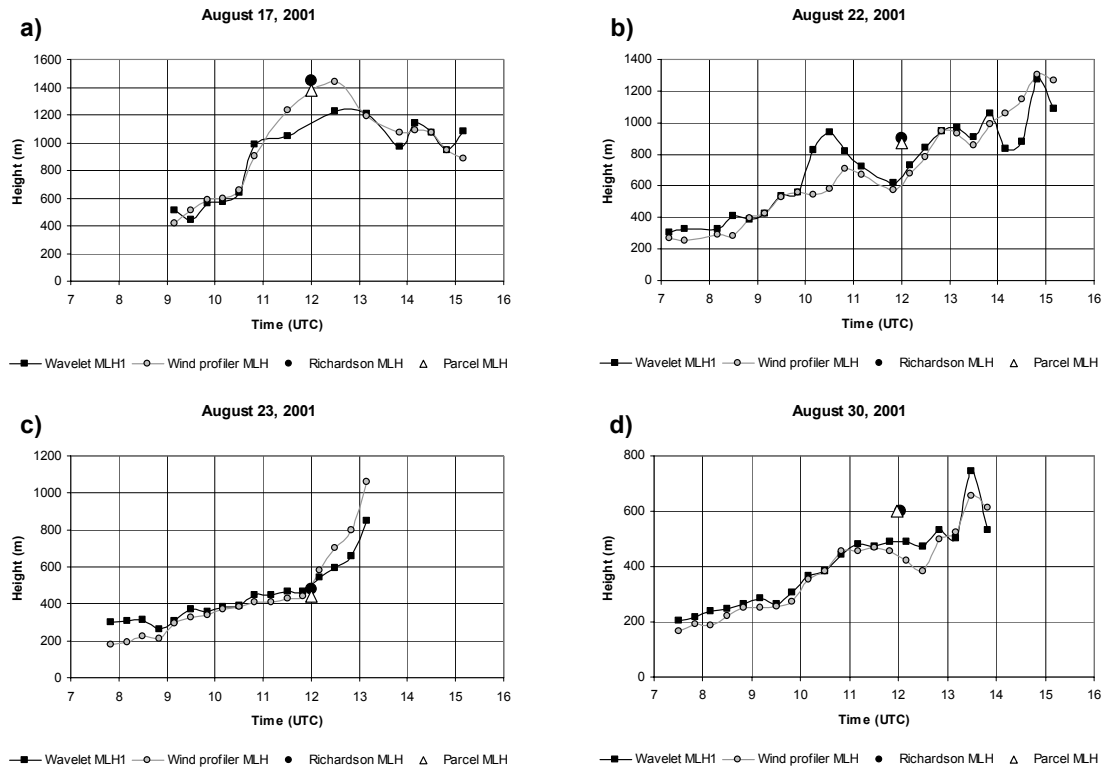 August 17, 2001
a)
1600
1400
1200
1000
800
600
400
200
0
Height (m)
7 8 9 10 11 12 13 14 15 16
Time (UTC)
Wavelet MLH1 Wind profiler MLH Richardson MLH Parcel MLH
August 22, 2001
b)
1400
1200
1000
800
600
400
200
0
Height (m)
7 8 9 10 11 12 13 14 15 16
Time (UTC)
Wavelet MLH1 Wind profiler MLH Richardson MLH Parcel MLH
August 23, 2001
c)
1200
1000
800
600
400
200
0
Height (m)
7 8 9 10 11 12 13 14 15 16
Time (UTC)
Wavelet MLH1 Wind profiler MLH Richardson MLH Parcel MLH
August 30, 2001
d)
800
600
400
200
0
Height (m)
7 8 9 10 11 12 13 14 15 16
Time (UTC)
Wavelet MLH1 Wind profiler MLH Richardson MLH Parcel MLH